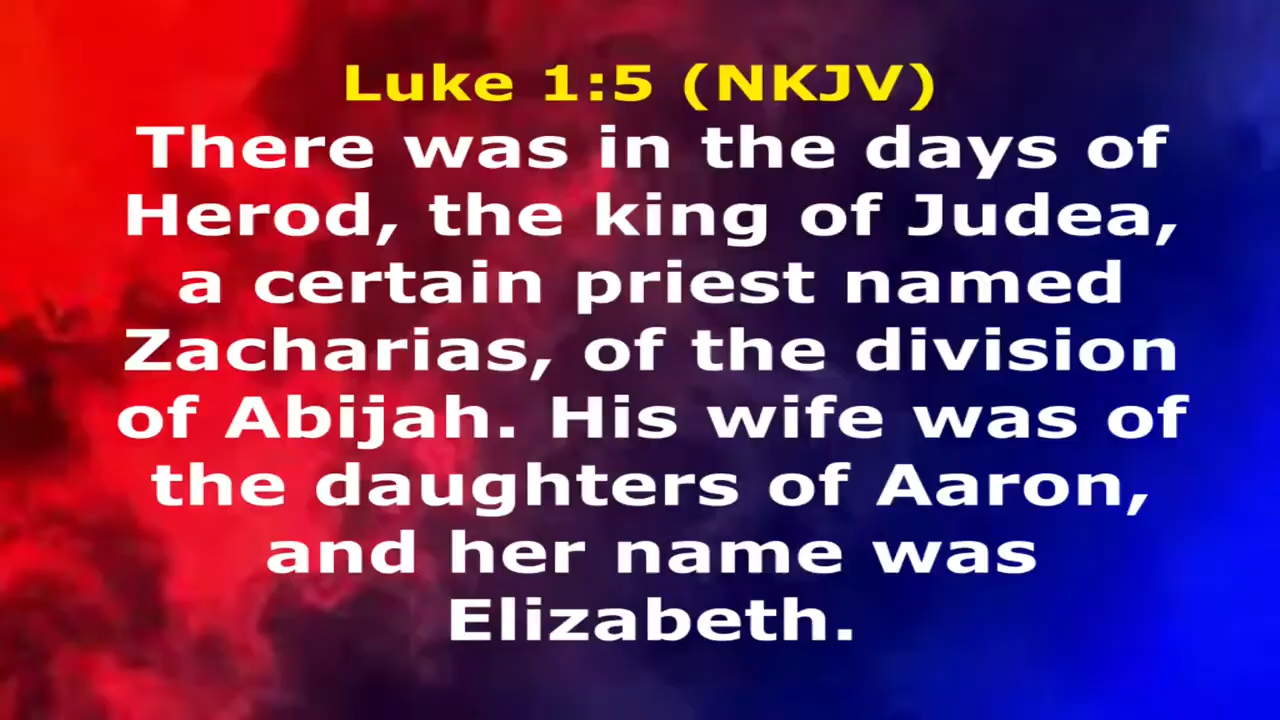 Luke 1:5 (NKJV)
There was in the days of
Herod, the king of Judea,
a certain priest named
Zacharias, of the division
of Abijah. His wife was of
the daughters of Aaron,
and her name was
Elizabeth.